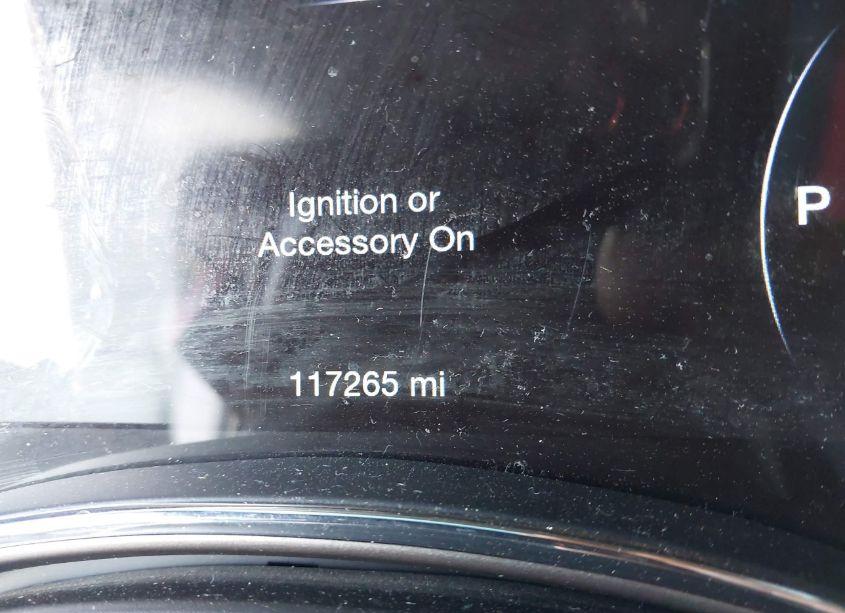 Ignition or
Accessory On
P
117265 mi